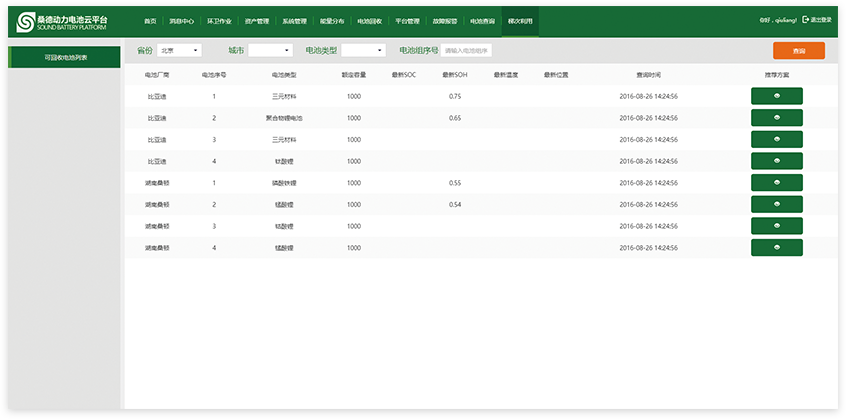 桑德动力电池云平台
SOUND BATTERY PLATFORM
首页 消息中心 环卫作业 资产管理 系统管理 能量分布 电池回收 平台管理 故障报警 电池查询 梯次利用
你好，qiuliang! 退出登录
可回收电池列表
省份 北京 城市 电池类型 电池组序号 请输入电池组序 查询
电池厂商 电池序号 电池类型 额定容量 最新SOC 最新SOH 最新温度 最新位置 查询时间 推荐方案
比亚迪 1 三元材料 1000 0.75 2016-08-26 14:24:56
比亚迪 2 聚合物锂电池 1000 0.65 2016-08-26 14:24:56
比亚迪 3 三元材料 1000 2016-08-26 14:24:56
比亚迪 4 钛酸锂 1000 2016-08-26 14:24:56
湖南桑顿 1 磷酸铁锂 1000 0.55 2016-08-26 14:24:56
湖南桑顿 2 锰酸锂 1000 0.54 2016-08-26 14:24:56
湖南桑顿 3 钴酸锂 1000 2016-08-26 14:24:56
湖南桑顿 4 锰酸锂 1000 2016-08-26 14:24:56